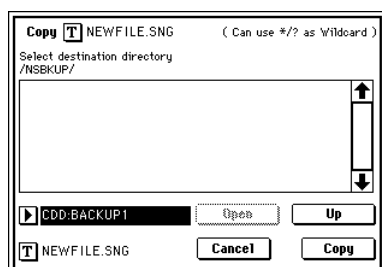 Copy T NEWFILE.SNG ( Can use */? as Wildcard )
Select destination directory
/NSBKUP/
CDD:BACKUP1 Open Up
T NEWFILE.SNG Cancel Copy